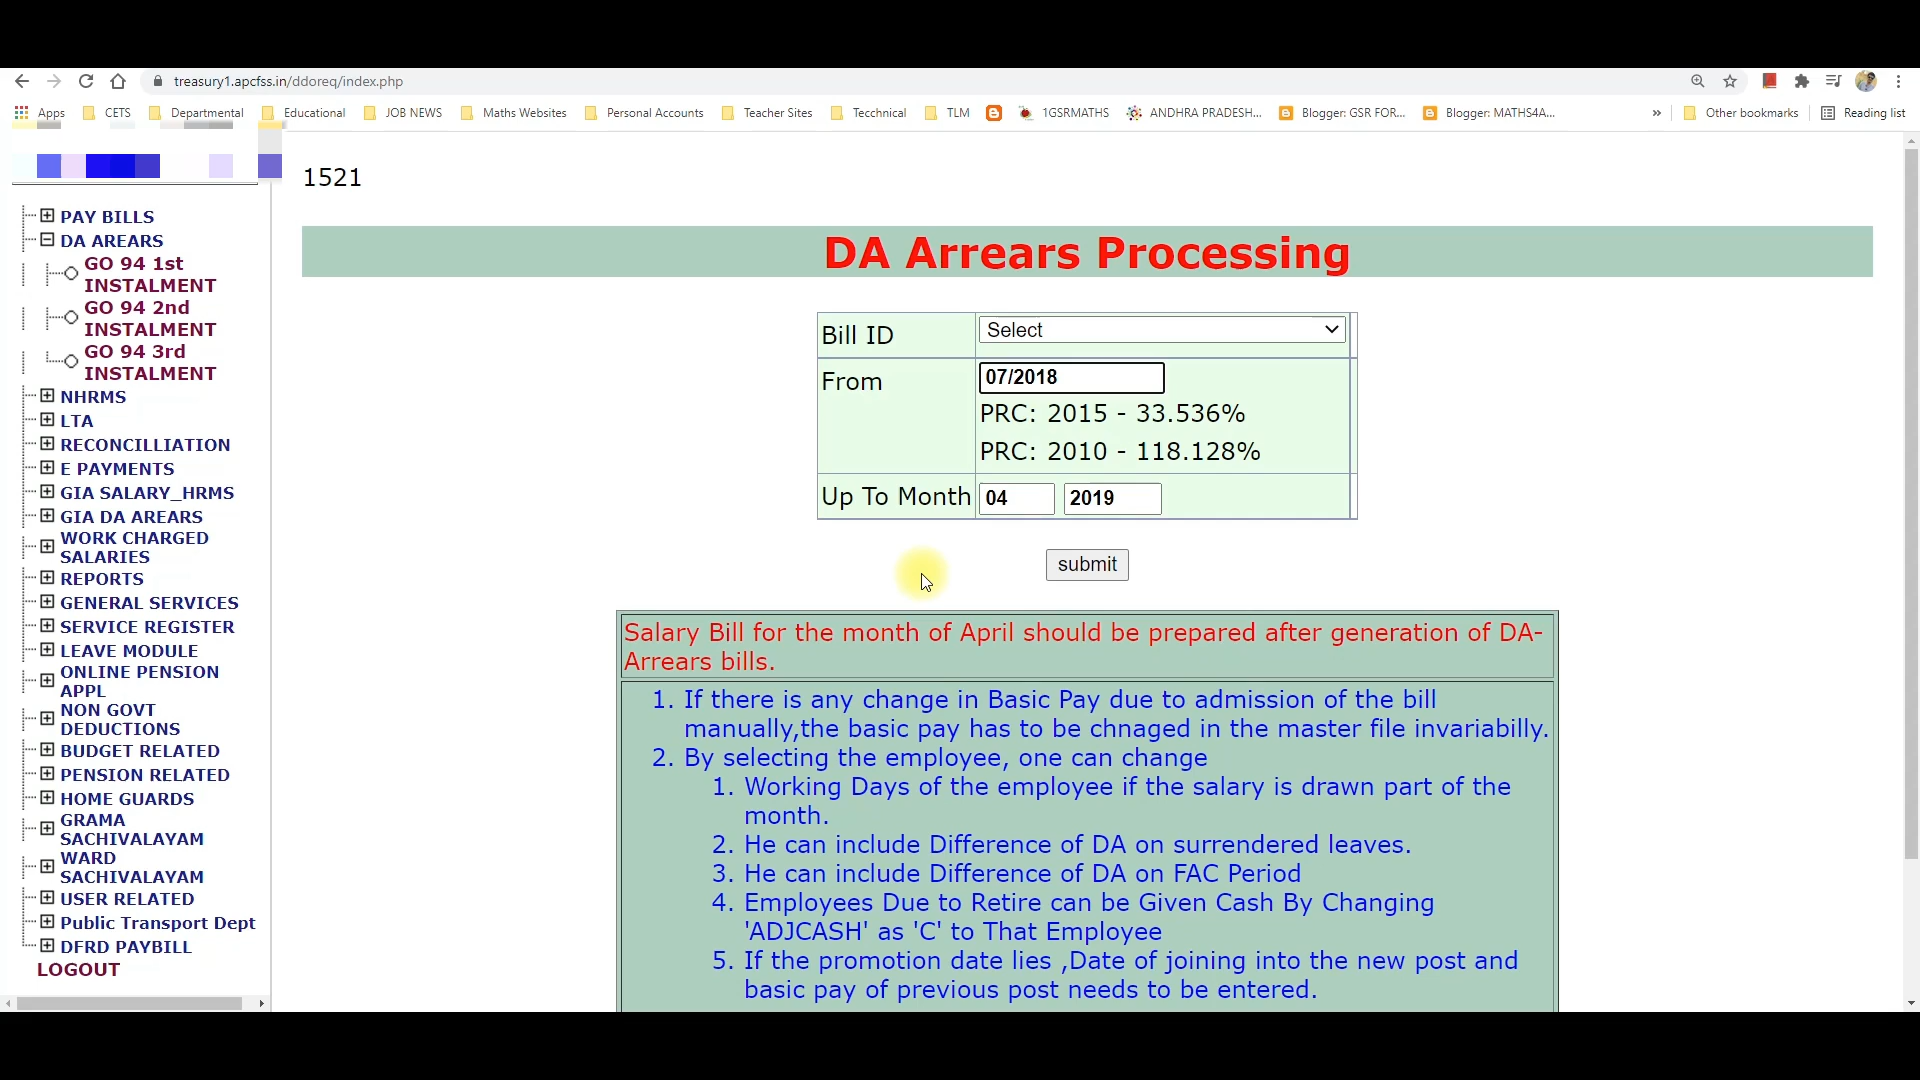 treasury1.apcfss.in/ddoreq/index.php
Apps CETS Departmental Educational JOB NEWS Maths Websites Personal Accounts Teacher Sites Tecchnical TLM 1GSRMATHS ANDHRA PRADESH... Blogger: GSR FOR... Blogger: MATHS4A... » Other bookmarks Reading list
1521
PAY BILLS
DA AREARS
GO 94 1st
INSTALMENT
GO 94 2nd
INSTALMENT
GO 94 3rd
INSTALMENT
NHRMS
LTA
RECONCILLIATION
E PAYMENTS
GIA SALARY_HRMS
GIA DA AREARS
WORK CHARGED
SALARIES
REPORTS
GENERAL SERVICES
SERVICE REGISTER
LEAVE MODULE
ONLINE PENSION
APPL
NON GOVT
DEDUCTIONS
BUDGET RELATED
PENSION RELATED
HOME GUARDS
GRAMA
SACHIVALAYAM
WARD
SACHIVALAYAM
USER RELATED
Public Transport Dept
DFRD PAYBILL
LOGOUT
DA Arrears Processing
Bill ID Select
From 07/2018
PRC: 2015 - 33.536%
PRC: 2010 - 118.128%
Up To Month 04 2019
submit
Salary Bill for the month of April should be prepared after generation of DA-
Arrears bills.
1. If there is any change in Basic Pay due to admission of the bill
manually,the basic pay has to be chnaged in the master file invariabilly.
2. By selecting the employee, one can change
1. Working Days of the employee if the salary is drawn part of the
month.
2. He can include Difference of DA on surrendered leaves.
3. He can include Difference of DA on FAC Period
4. Employees Due to Retire can be Given Cash By Changing
'ADJCASH' as 'C' to That Employee
5. If the promotion date lies ,Date of joining into the new post and
basic pay of previous post needs to be entered.